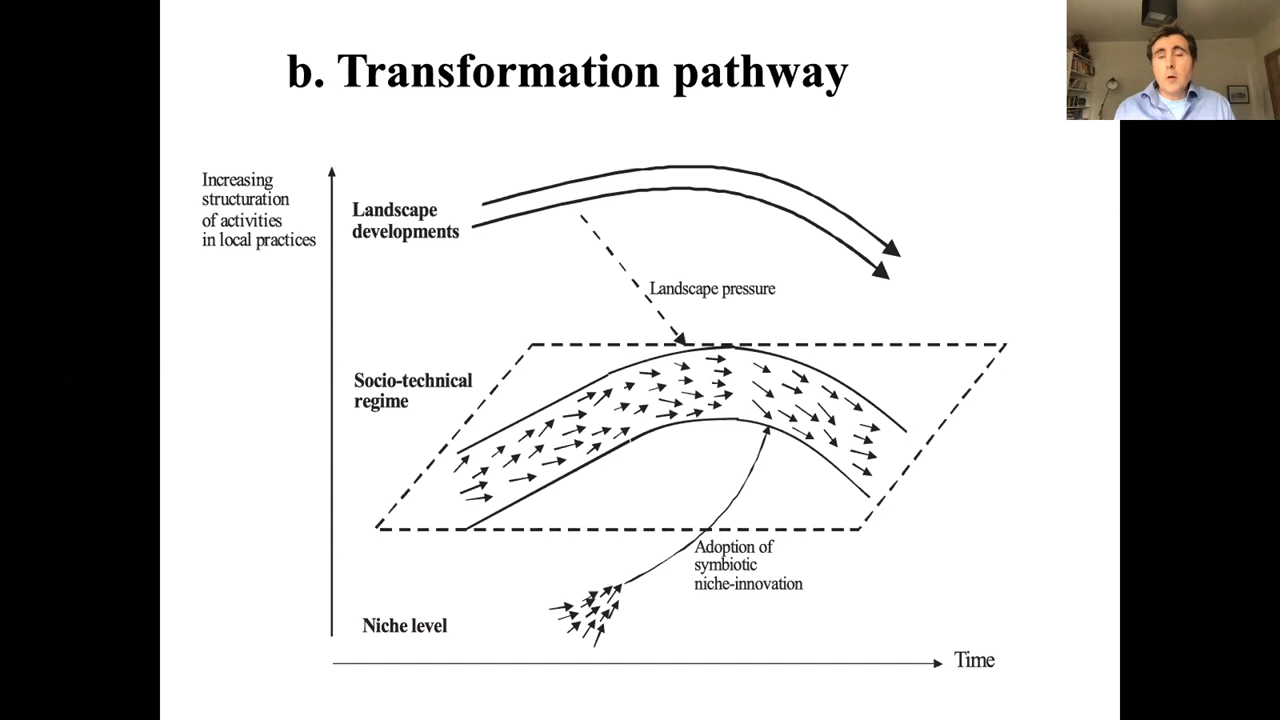 b. Transformation pathway
Increasing
structuration
of activities
in local practices
Landscape
developments
Landscape pressure
Socio-technical
regime
Adoption of
symbiotic
niche-innovation
Niche level
Time